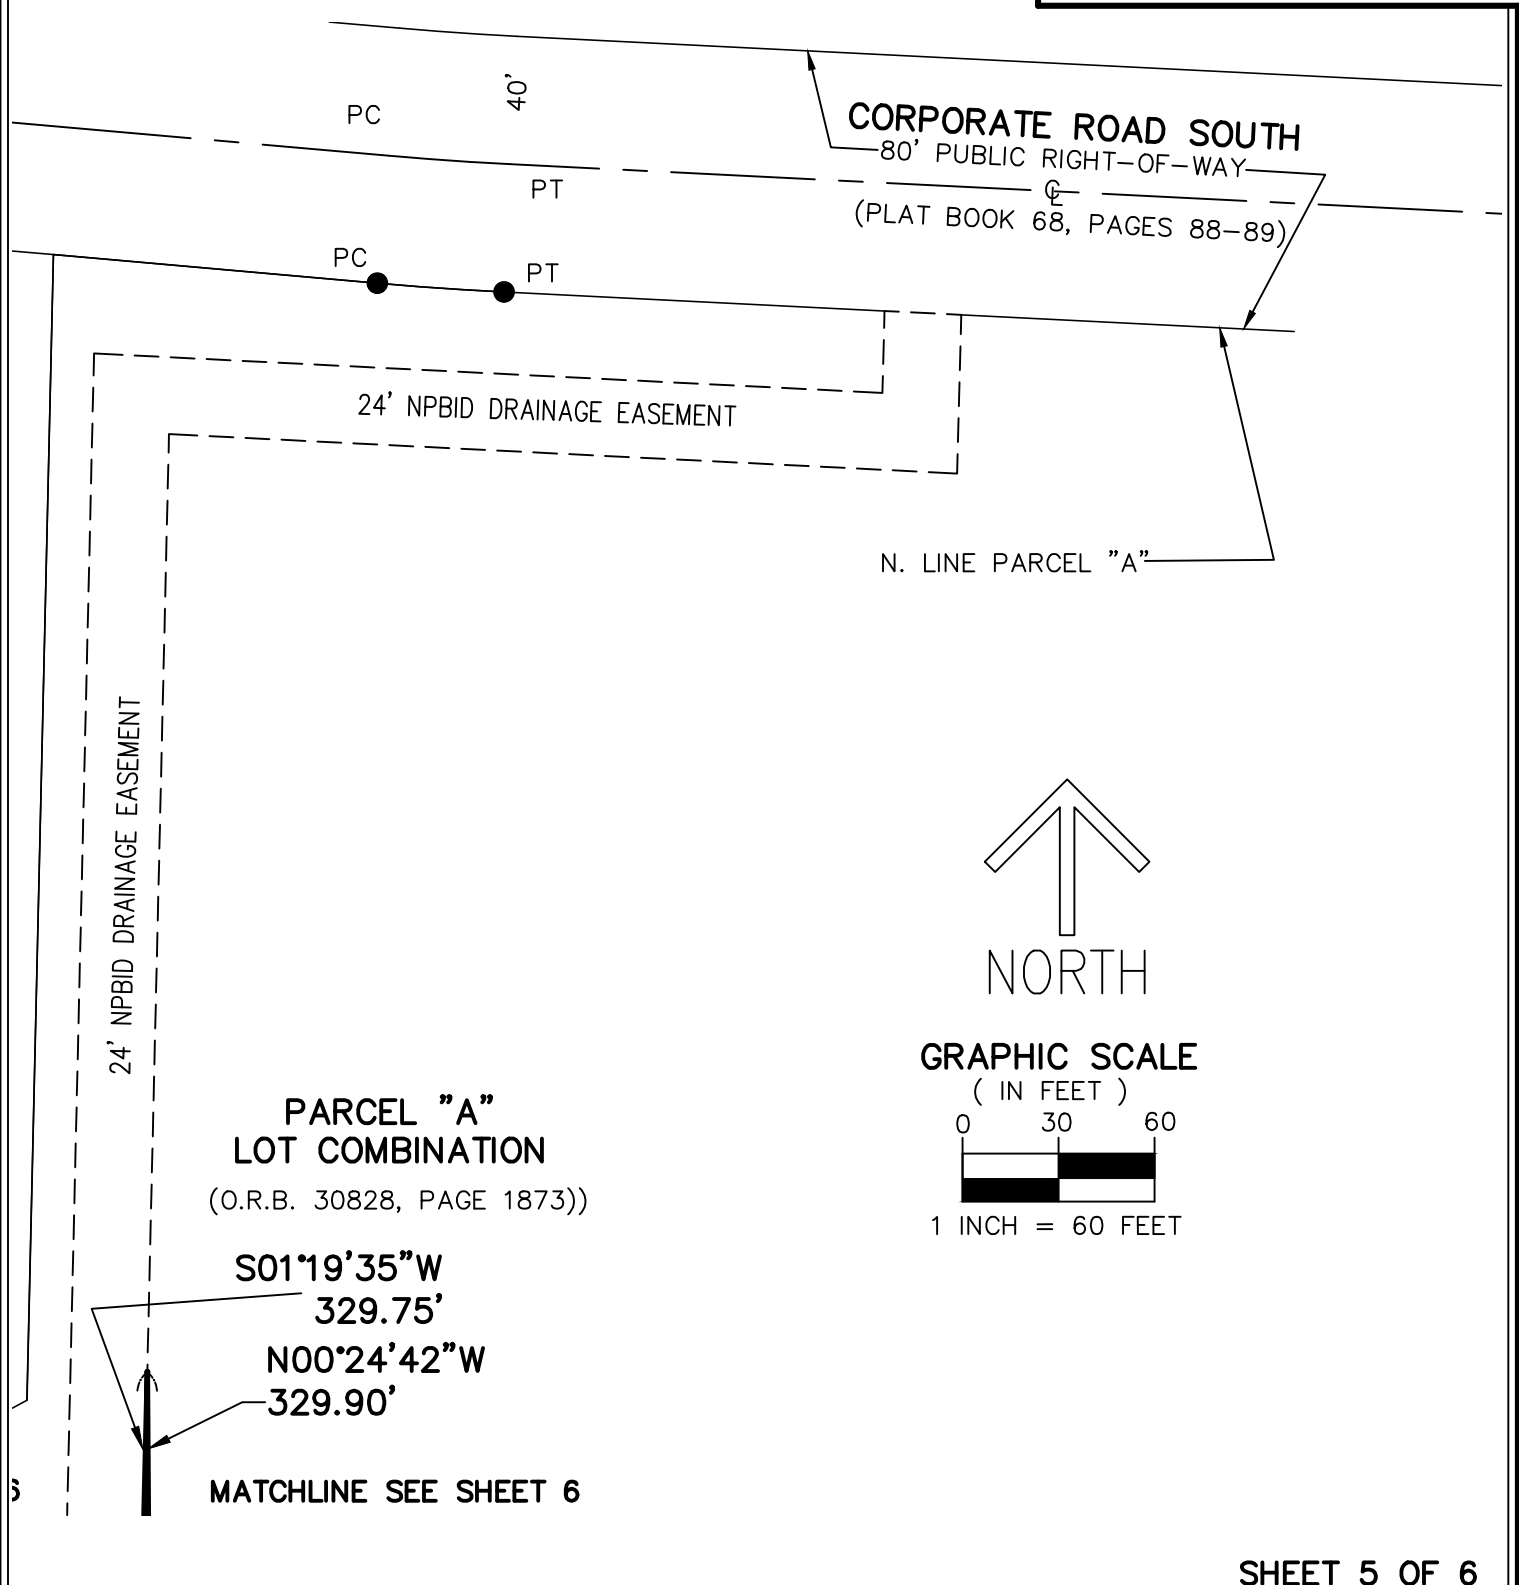 40'
PC
CORPORATE ROAD SOUTH
80' PUBLIC RIGHT-OF-WAY
PT
℄
(PLAT BOOK 68, PAGES 88-89)
PC
PT
24' NPBID DRAINAGE EASEMENT
N. LINE PARCEL "A"
24' NPBID DRAINAGE EASEMENT
NORTH
GRAPHIC SCALE
( IN FEET )
0 30 60
1 INCH = 60 FEET
PARCEL "A"
LOT COMBINATION
(O.R.B. 30828, PAGE 1873))
S01°19'35"W
329.75'
N00°24'42"W
329.90'
MATCHLINE SEE SHEET 6
SHEET 5 OF 6